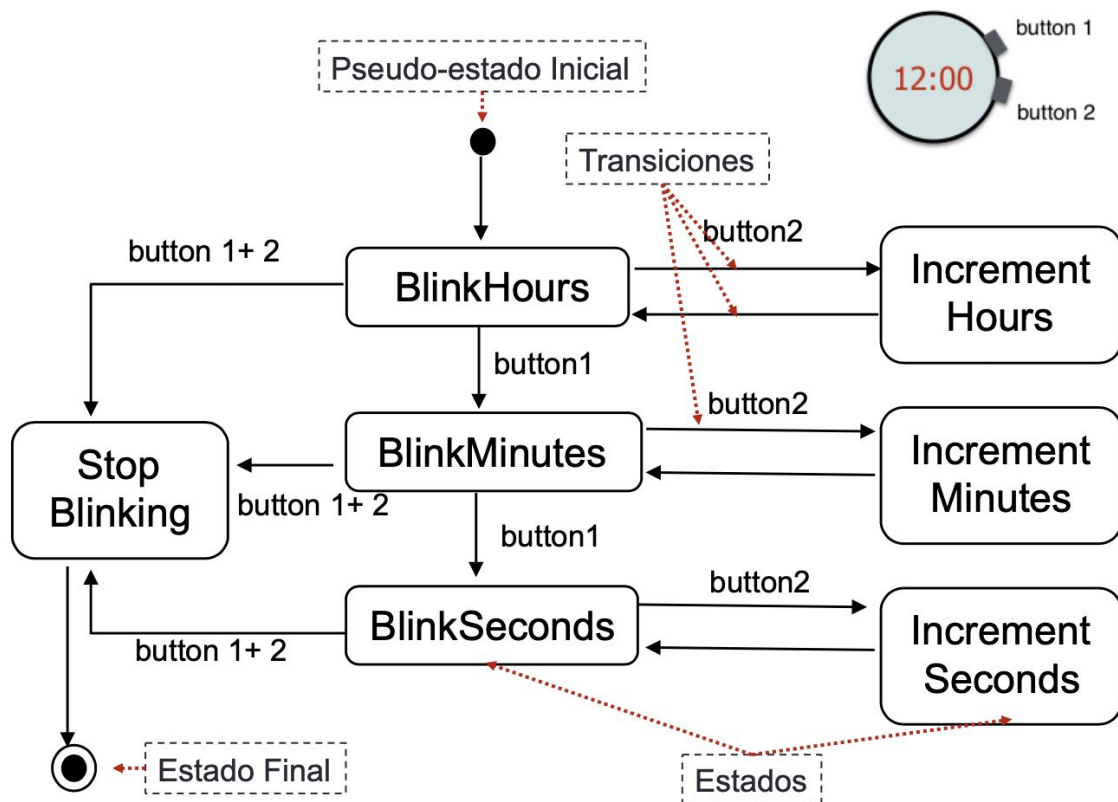 button 1
12:00
button 2
Pseudo-estado Inicial
Transiciones
button 1+ 2
button2
BlinkHours
Increment
Hours
button1
button2
Stop
Blinking
BlinkMinutes
Increment
Minutes
button 1+ 2
button1
button2
BlinkSeconds
Increment
Seconds
button 1+ 2
Estado Final
Estados